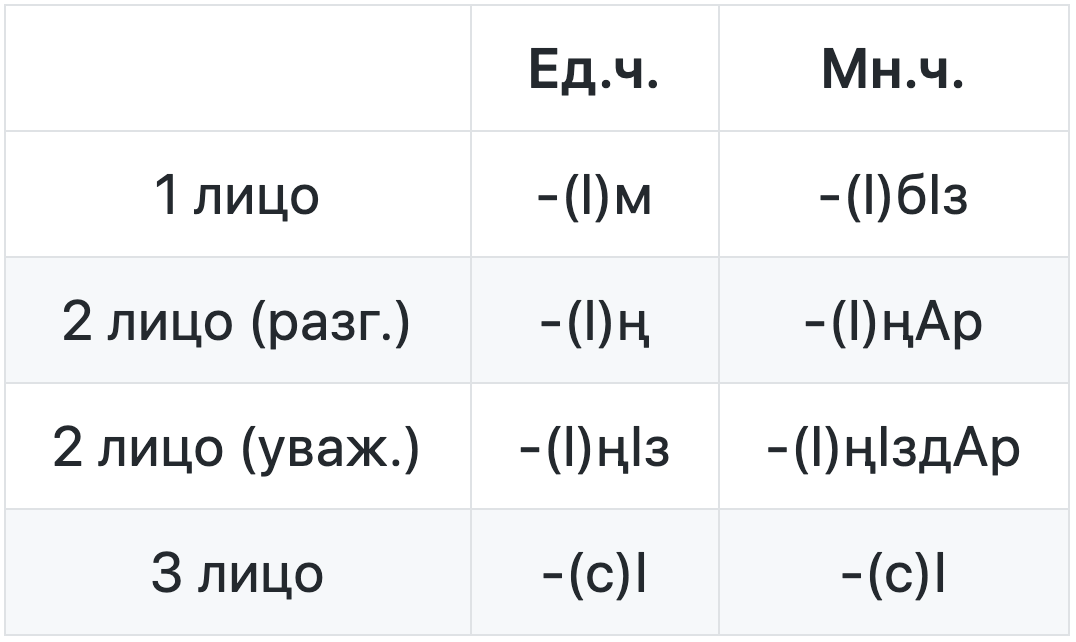 Ед.ч. Мн.ч.
1 лицо -(I)м -(I)бIз
2 лицо (разг.) -(I)ң -(I)ңАр
2 лицо (уваж.) -(I)ңIз -(I)ңIздАр
3 лицо -(с)I -(с)I